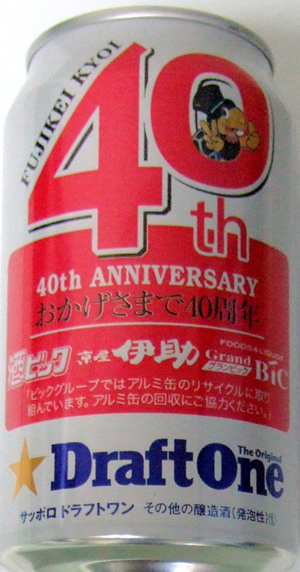 FUJIKEI KYOI
40th
40th ANNIVERSARY
おかげさまで40周年
FOODS & LIQUOR
酒ビック 京屋 伊助 Grand BIC
グランビック
「ビックグループではアルミ缶のリサイクルに取り
組んでいます。アルミ缶の回収にご協力ください。」
The Original
Draft One
サッポロ ドラフトワン その他の醸造酒(発泡性)①